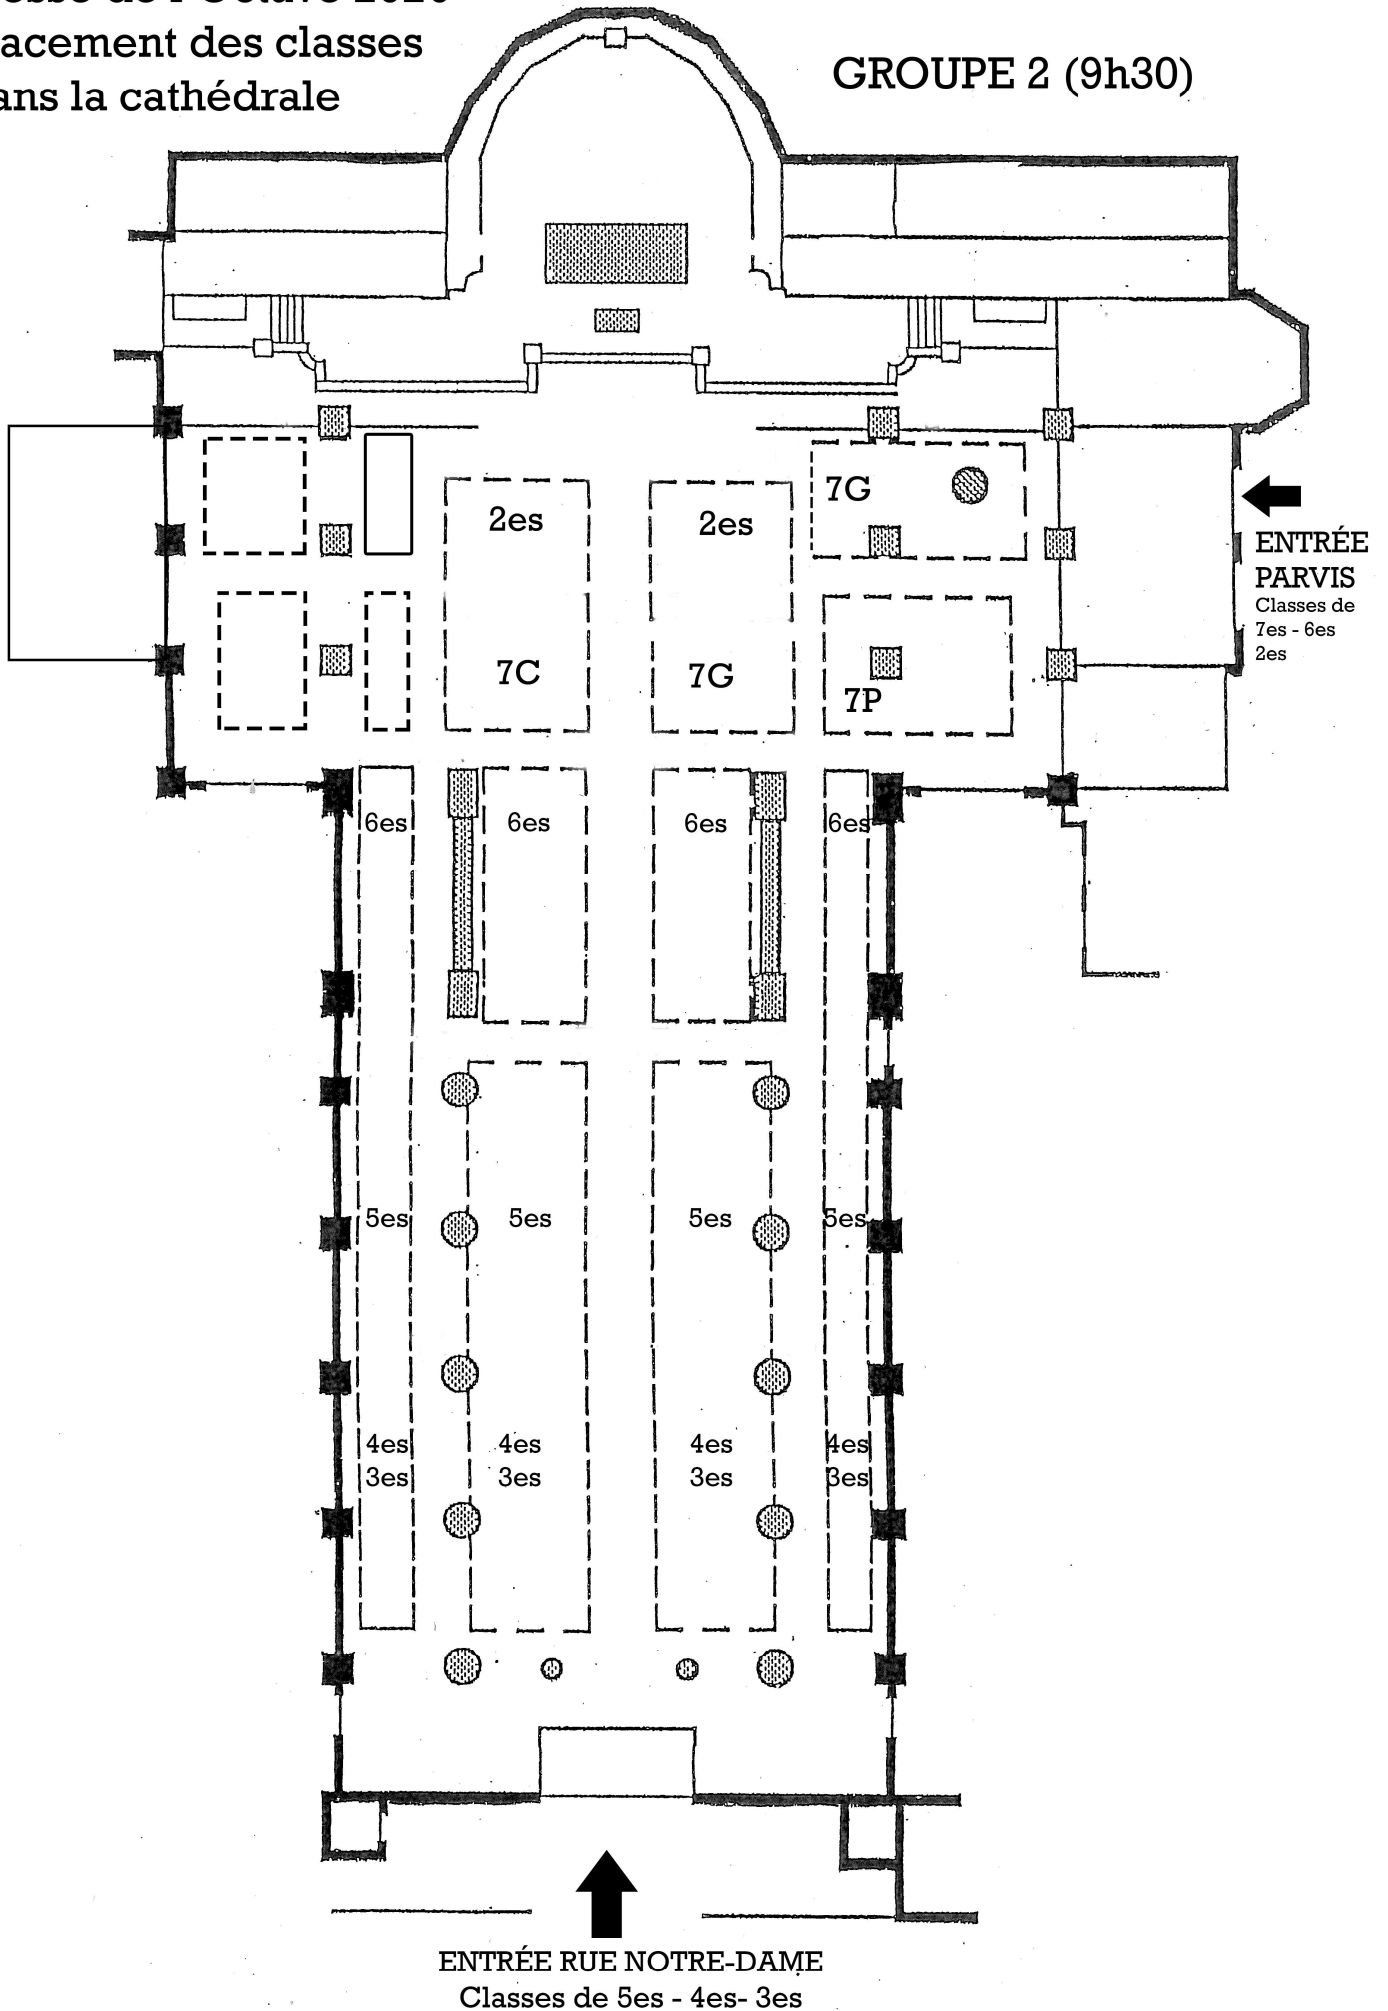 acement des classes
ans la cathédrale
GROUPE 2 (9h30)
7G
2es
2es
ENTRÉE
PARVIS
Classes de
7es - 6es
2es
7C
7G
7P
6es
6es
6es
6es
5es
5es
5es
5es
4es
4es
4es
4es
3es
3es
3es
3es
ENTRÉE RUE NOTRE-DAME
Classes de 5es - 4es- 3es